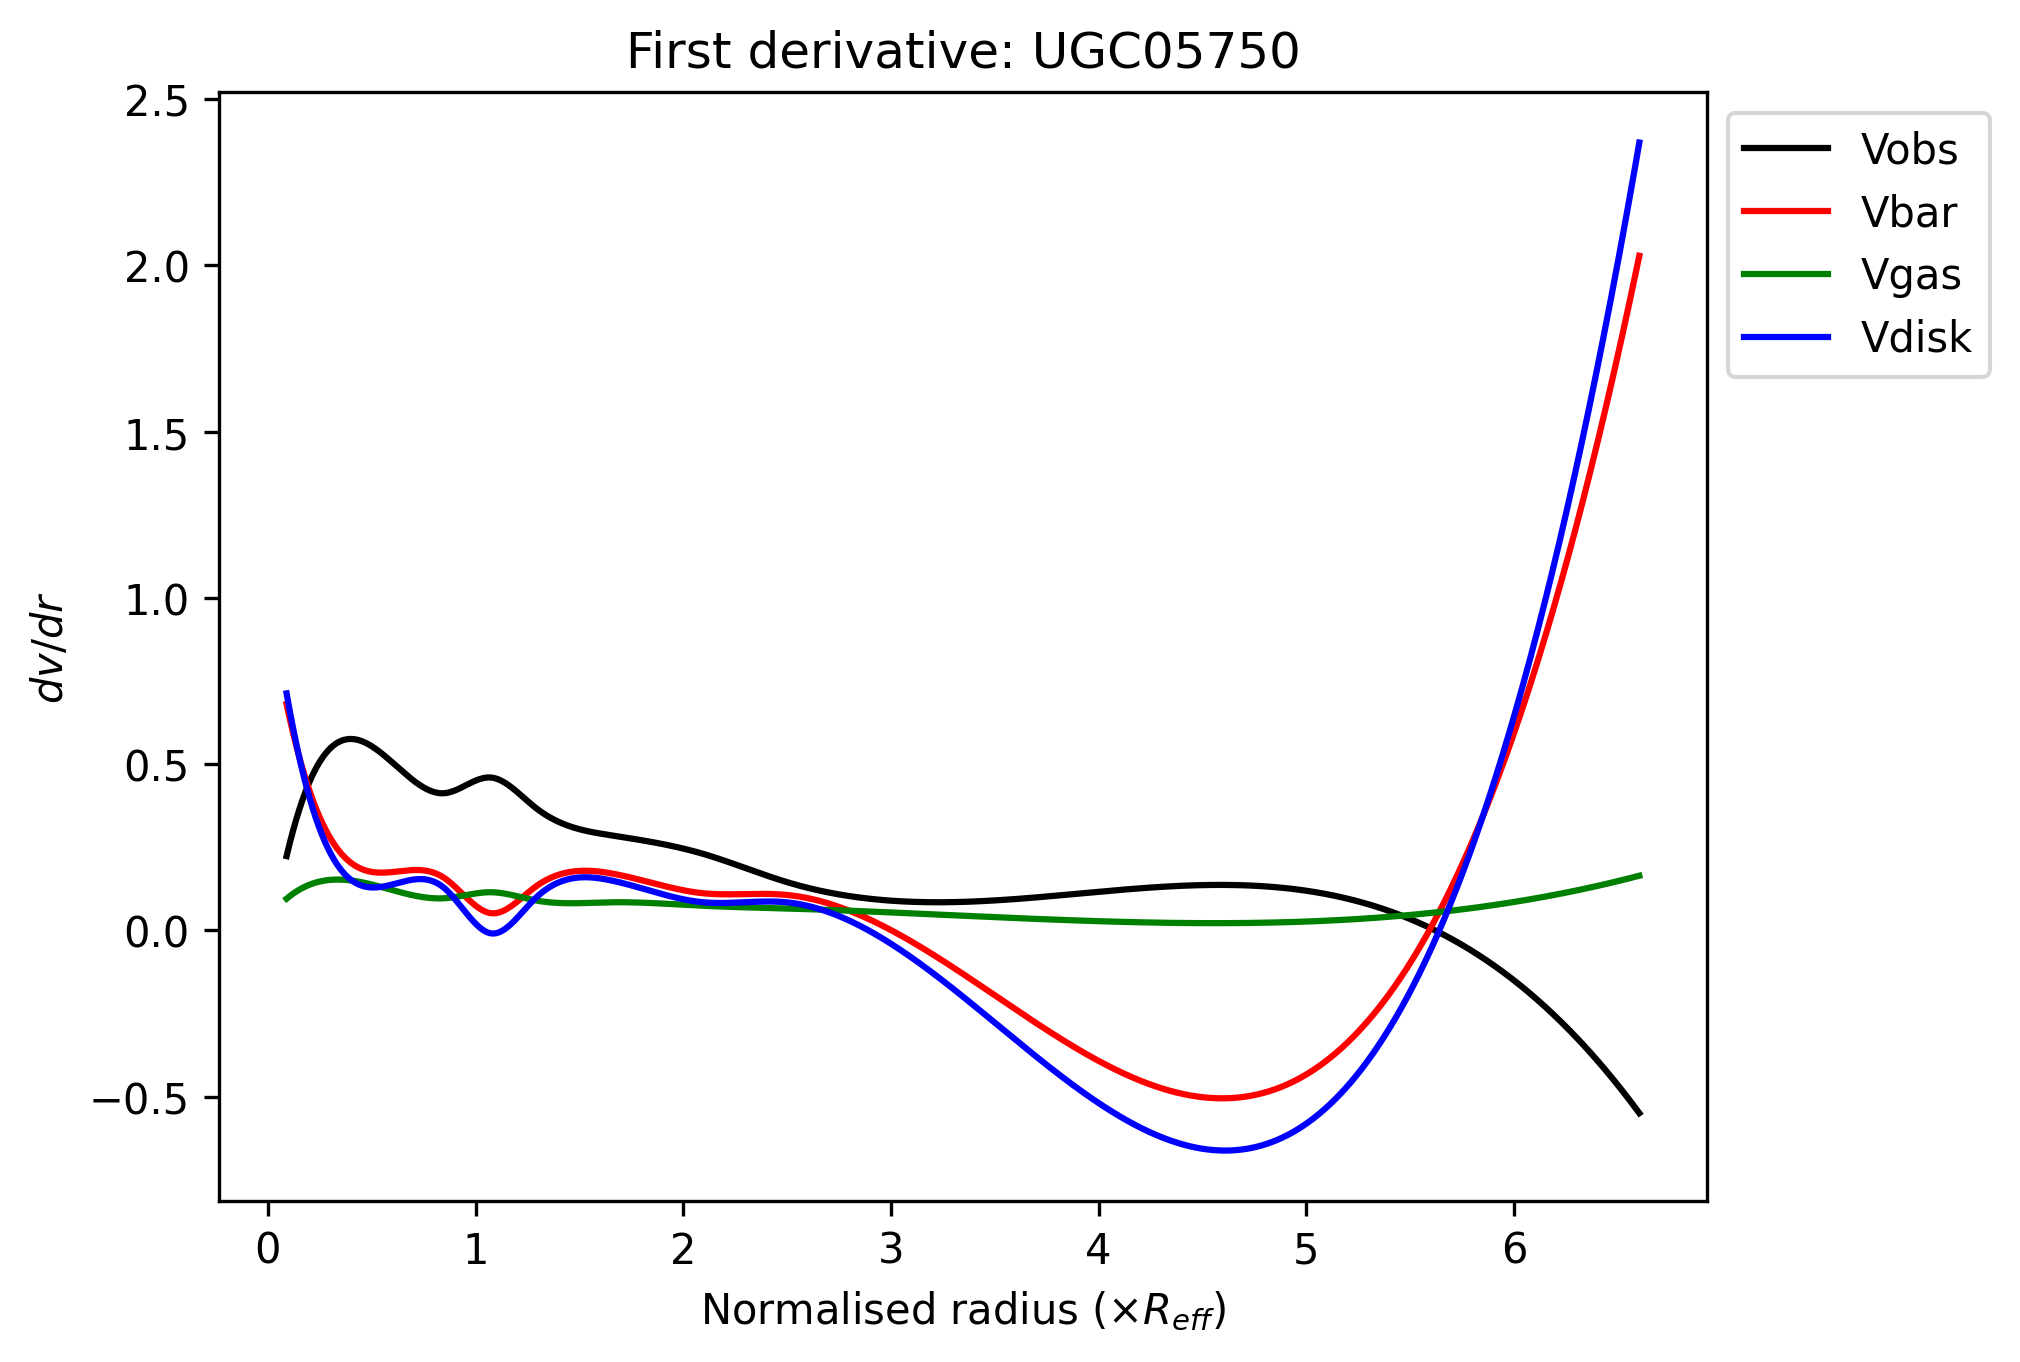 First derivative: UGC05750
2.5
2.0
1.5
1.0
0.5
0.0
−0.5
dv/dr
0
1
2
3
4
5
6
Normalised radius (×R_eff)
Vobs
Vbar
Vgas
Vdisk